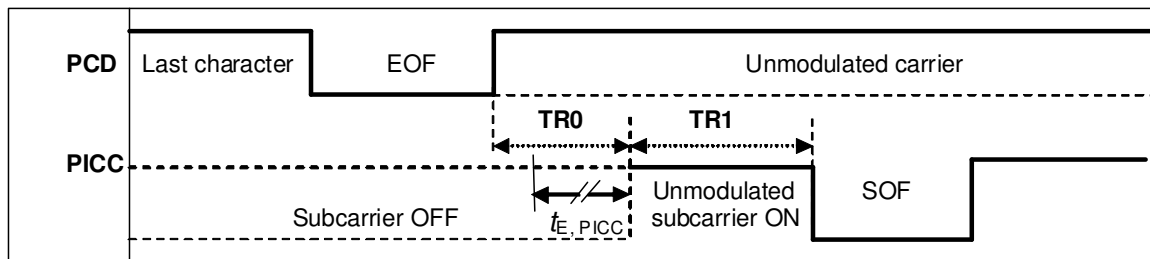 PCD
Last character
EOF
Unmodulated carrier
TR0
TR1
PICC
Subcarrier OFF
tE, PICC
Unmodulated
subcarrier ON
SOF